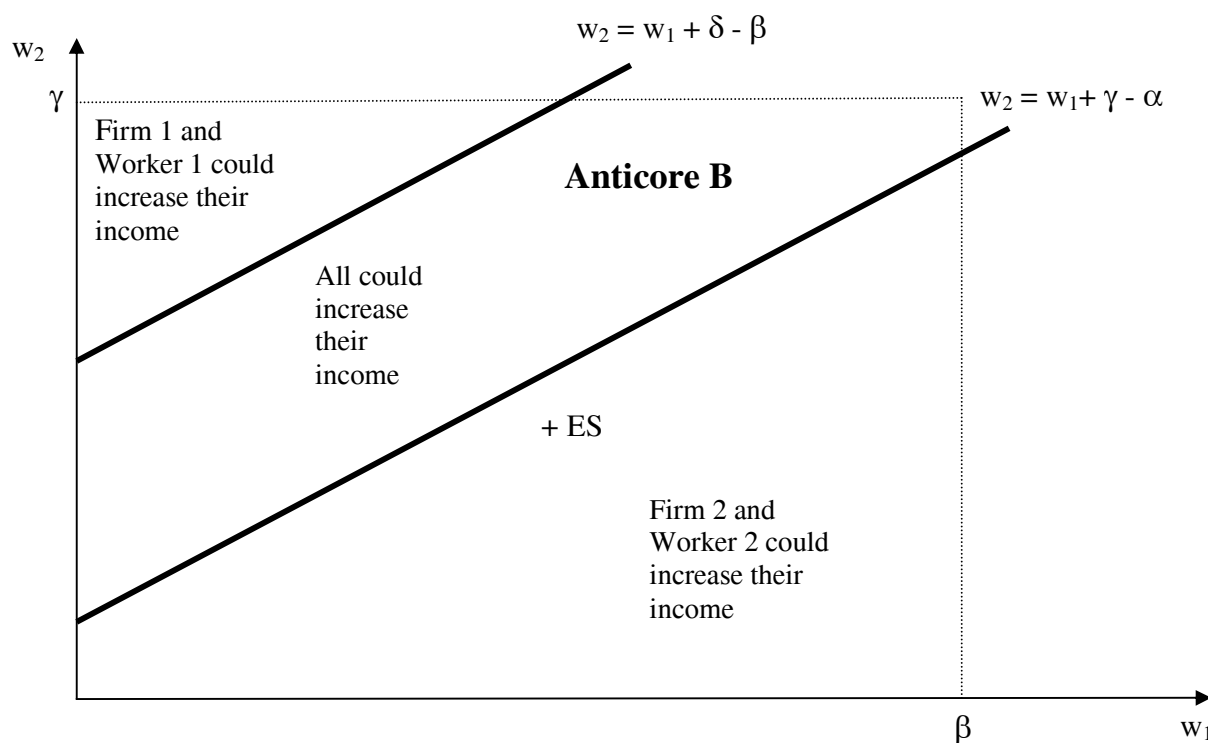 w₂ = w₁ + δ - β
w₂
γ
w₂ = w₁+ γ - α
Firm 1 and
Worker 1 could
increase their
income
Anticore B
All could
increase
their
income
+ ES
Firm 2 and
Worker 2 could
increase their
income
β
w₁